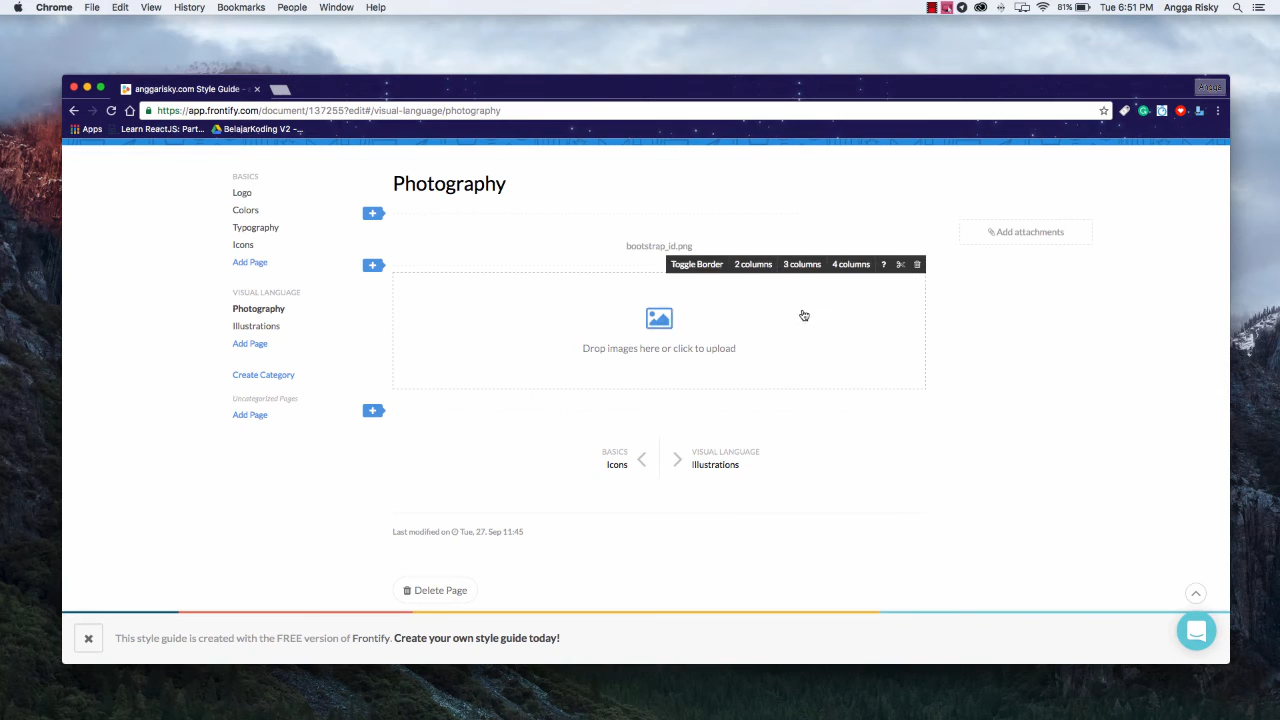 Chrome File Edit View History Bookmarks People Window Help 81% Tue 6:51 PM Angga Risky
anggarisky.com Style Guide - Angga
https://app.frontify.com/document/137255?edit#/visual-language/photography
Apps Learn ReactJS: Part... BelajarKoding V2 –...
BASICS
Logo
Colors
Typography
Icons
Add Page
VISUAL LANGUAGE
Photography
Illustrations
Add Page
Create Category
Uncategorized Pages
Add Page
Photography
bootstrap_id.png
Toggle Border 2 columns 3 columns 4 columns ?
Drop images here or click to upload
Add attachments
BASICS
Icons
VISUAL LANGUAGE
Illustrations
Last modified on Tue, 27. Sep 11:45
Delete Page
This style guide is created with the FREE version of Frontify. Create your own style guide today!